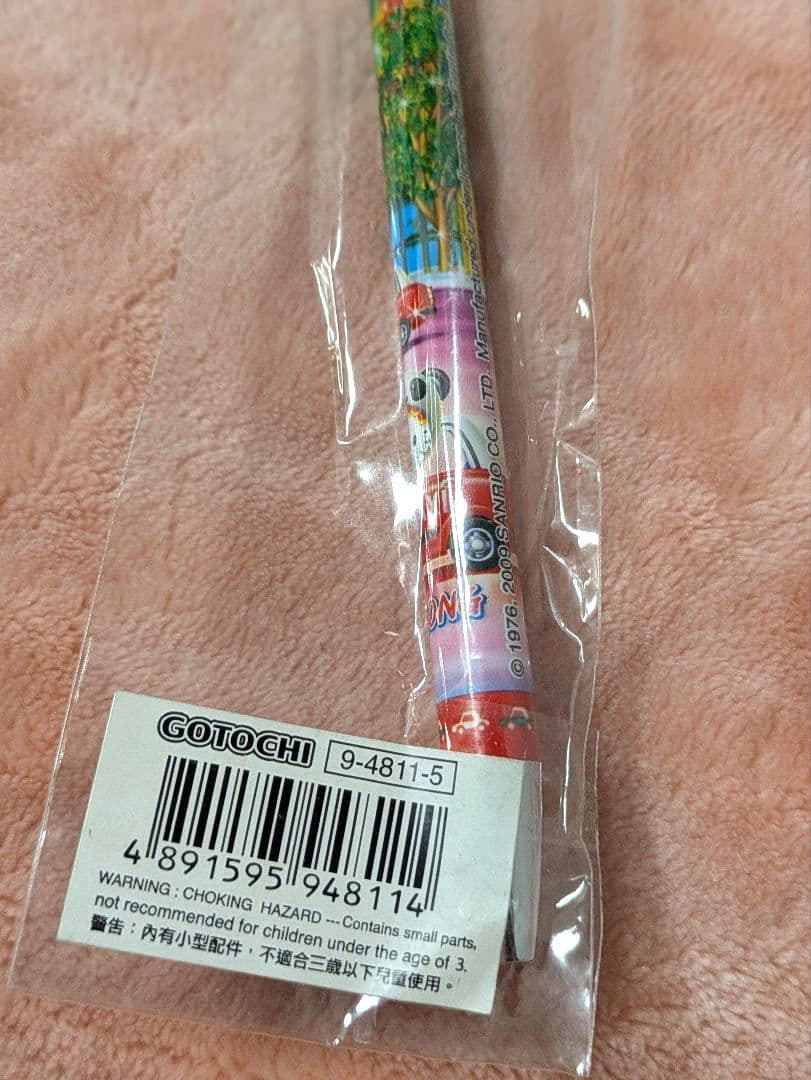 © 1976, 2009 SANRIO CO., LTD. Manufactured under
ONG
GOTOCHI 9-4811-5
4 891595 948114
WARNING : CHOKING HAZARD --- Contains small parts,
not recommended for children under the age of 3.
警告：內有小型配件，不適合三歲以下兒童使用。